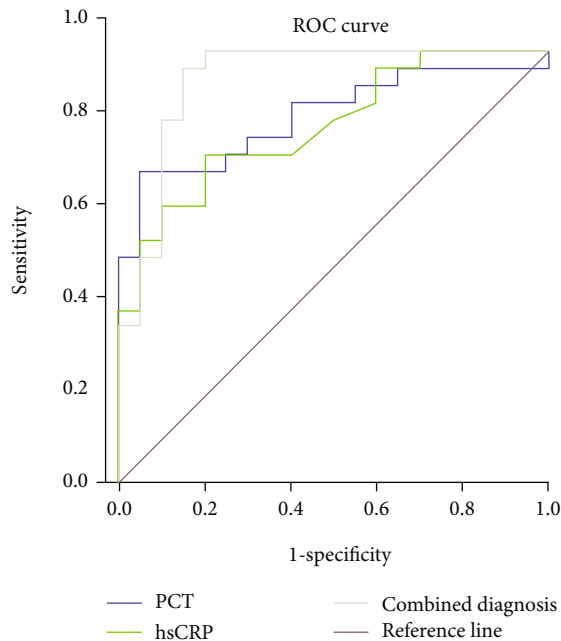 ROC curve
1.0
0.8
0.6
0.4
0.2
0.0
Sensitivity
0.0 0.2 0.4 0.6 0.8 1.0
1-specificity
PCT
hsCRP
Combined diagnosis
Reference line